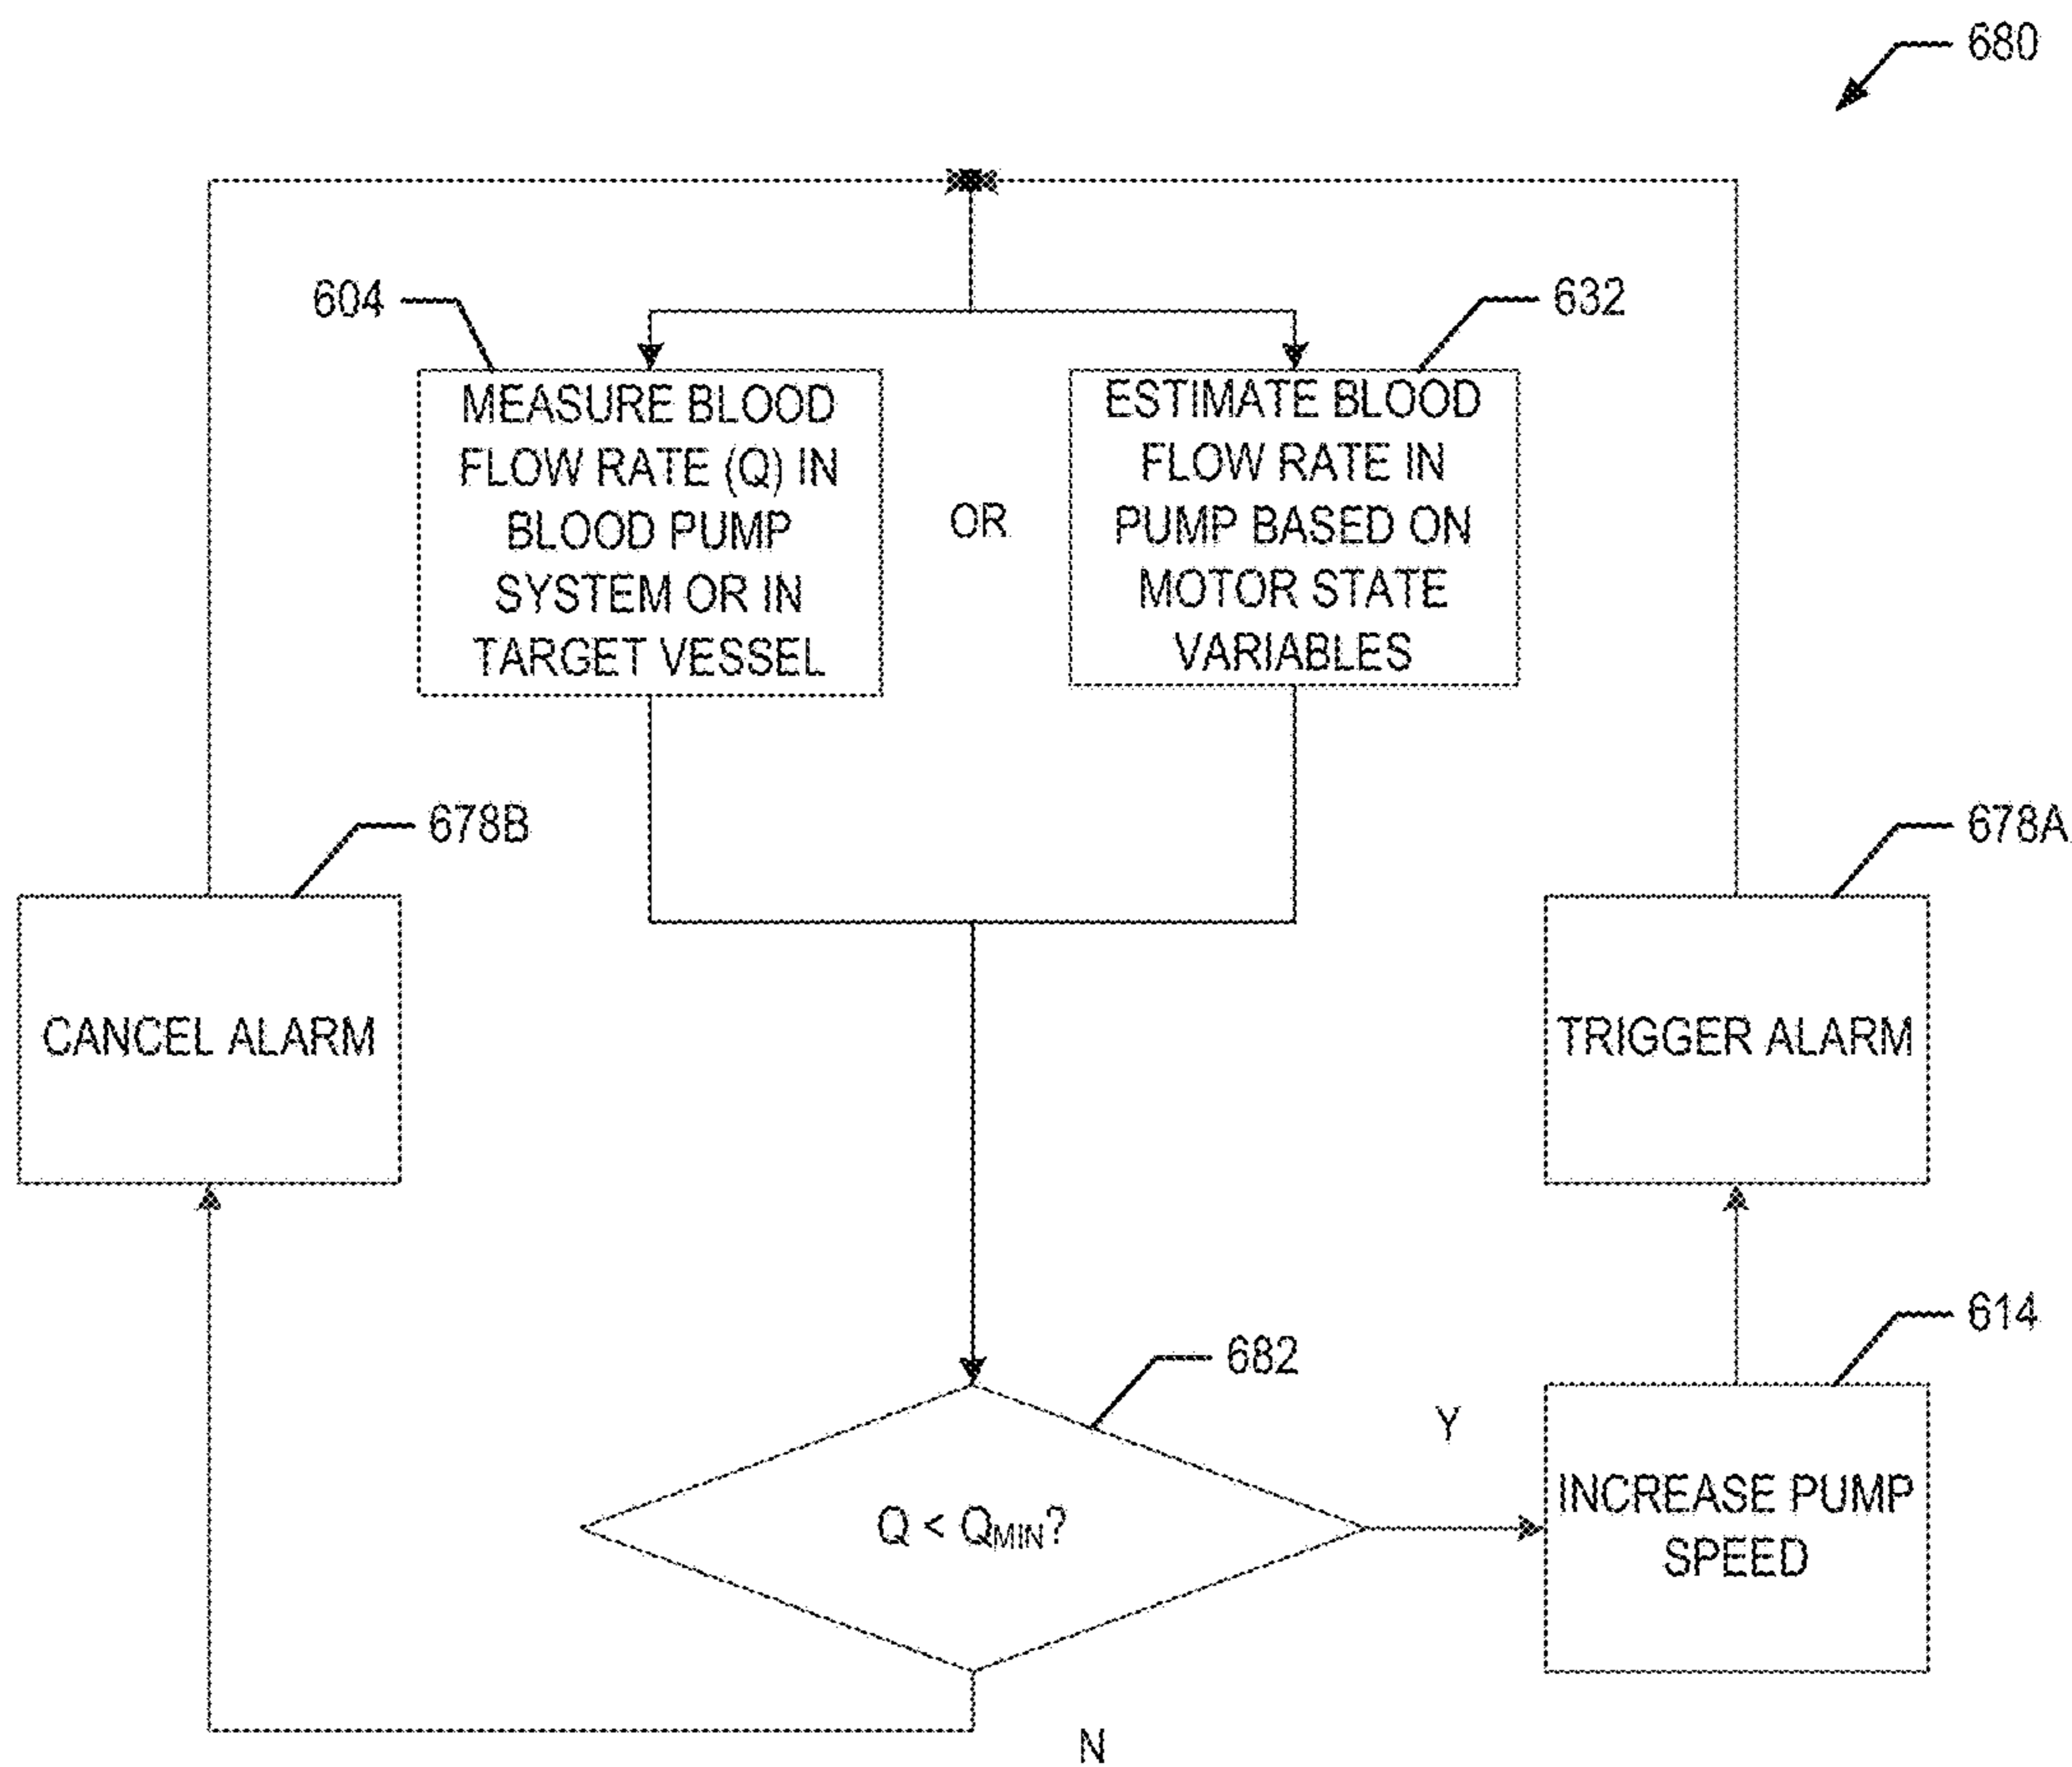 680
604
632
MEASURE BLOOD
FLOW RATE (Q) IN
BLOOD PUMP
SYSTEM OR IN
TARGET VESSEL
OR
ESTIMATE BLOOD
FLOW RATE IN
PUMP BASED ON
MOTOR STATE
VARIABLES
678B
678A
CANCEL ALARM
TRIGGER ALARM
682
614
Y
Q < QMIN?
INCREASE PUMP
SPEED
N